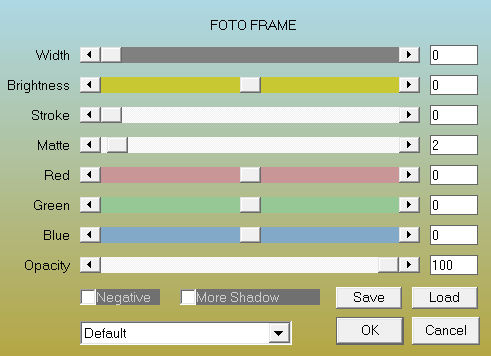 FOTO FRAME
Width 0
Brightness 0
Stroke 0
Matte 2
Red 0
Green 0
Blue 0
Opacity 100
Negative More Shadow Save Load
Default OK Cancel